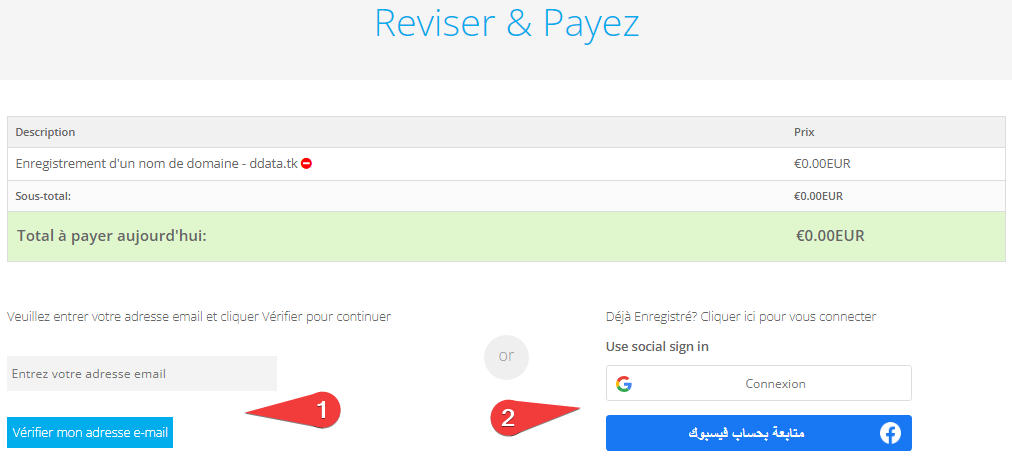 Reviser & Payez
Description Prix
Enregistrement d'un nom de domaine - ddata.tk €0.00EUR
Sous-total: €0.00EUR
Total à payer aujourd'hui: €0.00EUR
Veuillez entrer votre adresse email et cliquer Vérifier pour continuer
Entrez votre adresse email
1
Vérifier mon adresse e-mail
or
Déjà Enregistré? Cliquer ici pour vous connecter
Use social sign in
Connexion
2
متابعة بحساب فيسبوك